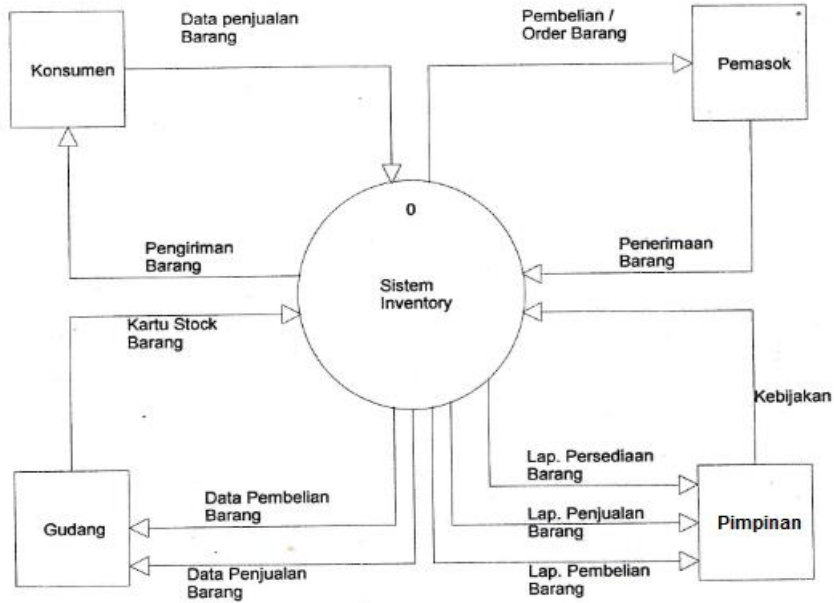 Data penjualan
Barang
Pembelian /
Order Barang
Konsumen
Pemasok
0
Pengiriman
Barang
Penerimaan
Barang
Sistem
Inventory
Kartu Stock
Barang
Kebijakan
Lap. Persediaan
Barang
Data Pembelian
Barang
Gudang
Lap. Penjualan
Barang
Pimpinan
Data Penjualan
Barang
Lap. Pembelian
Barang